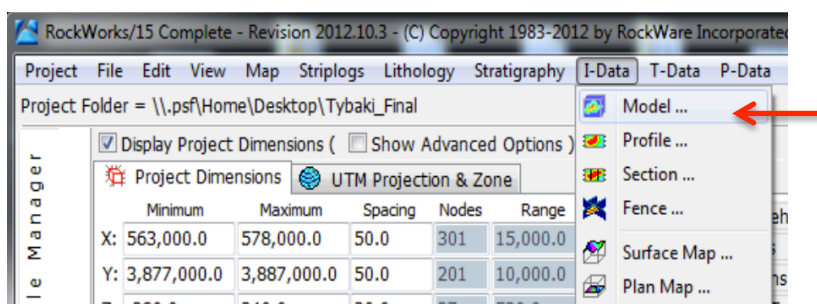 RockWorks/15 Complete - Revision 2012.10.3 - (C) Copyright 1983-2012 by RockWare Incorporated
Project File Edit View Map Striplogs Lithology Stratigraphy I-Data T-Data P-Data
Project Folder = \\.psf\Home\Desktop\Tybaki_Final
Model ...
Display Project Dimensions ( Show Advanced Options )
Profile ...
Project Dimensions UTM Projection & Zone
Section ...
Minimum Maximum Spacing Nodes Range
Fence ...
X: 563,000.0 578,000.0 50.0 301 15,000.0
Surface Map ...
Y: 3,877,000.0 3,887,000.0 50.0 201 10,000.0
Plan Map ...
Manager